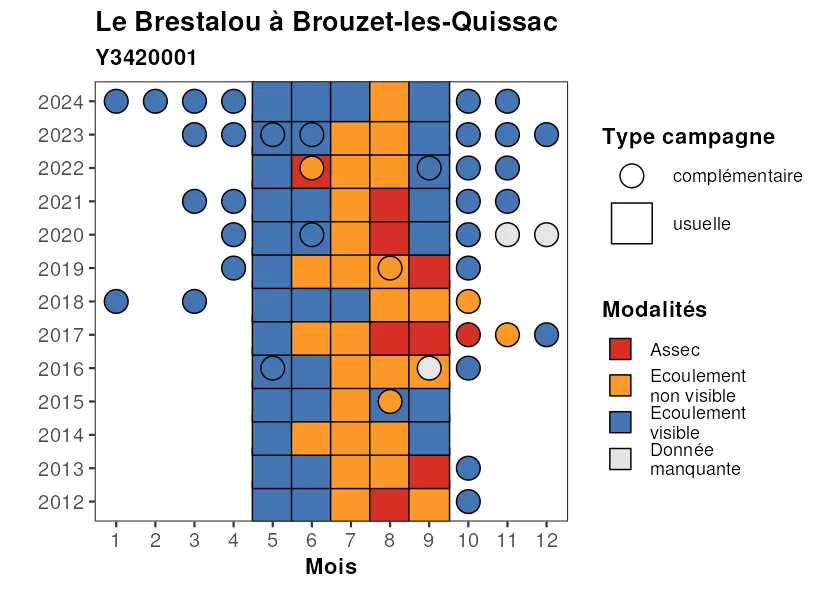 Le Brestalou à Brouzet-les-Quissac
Y3420001
2024
2023
2022
2021
2020
2019
2018
2017
2016
2015
2014
2013
2012
1 2 3 4 5 6 7 8 9 10 11 12
Mois
Type campagne
complémentaire
usuelle
Modalités
Assec
Ecoulement
non visible
Ecoulement
visible
Donnée
manquante